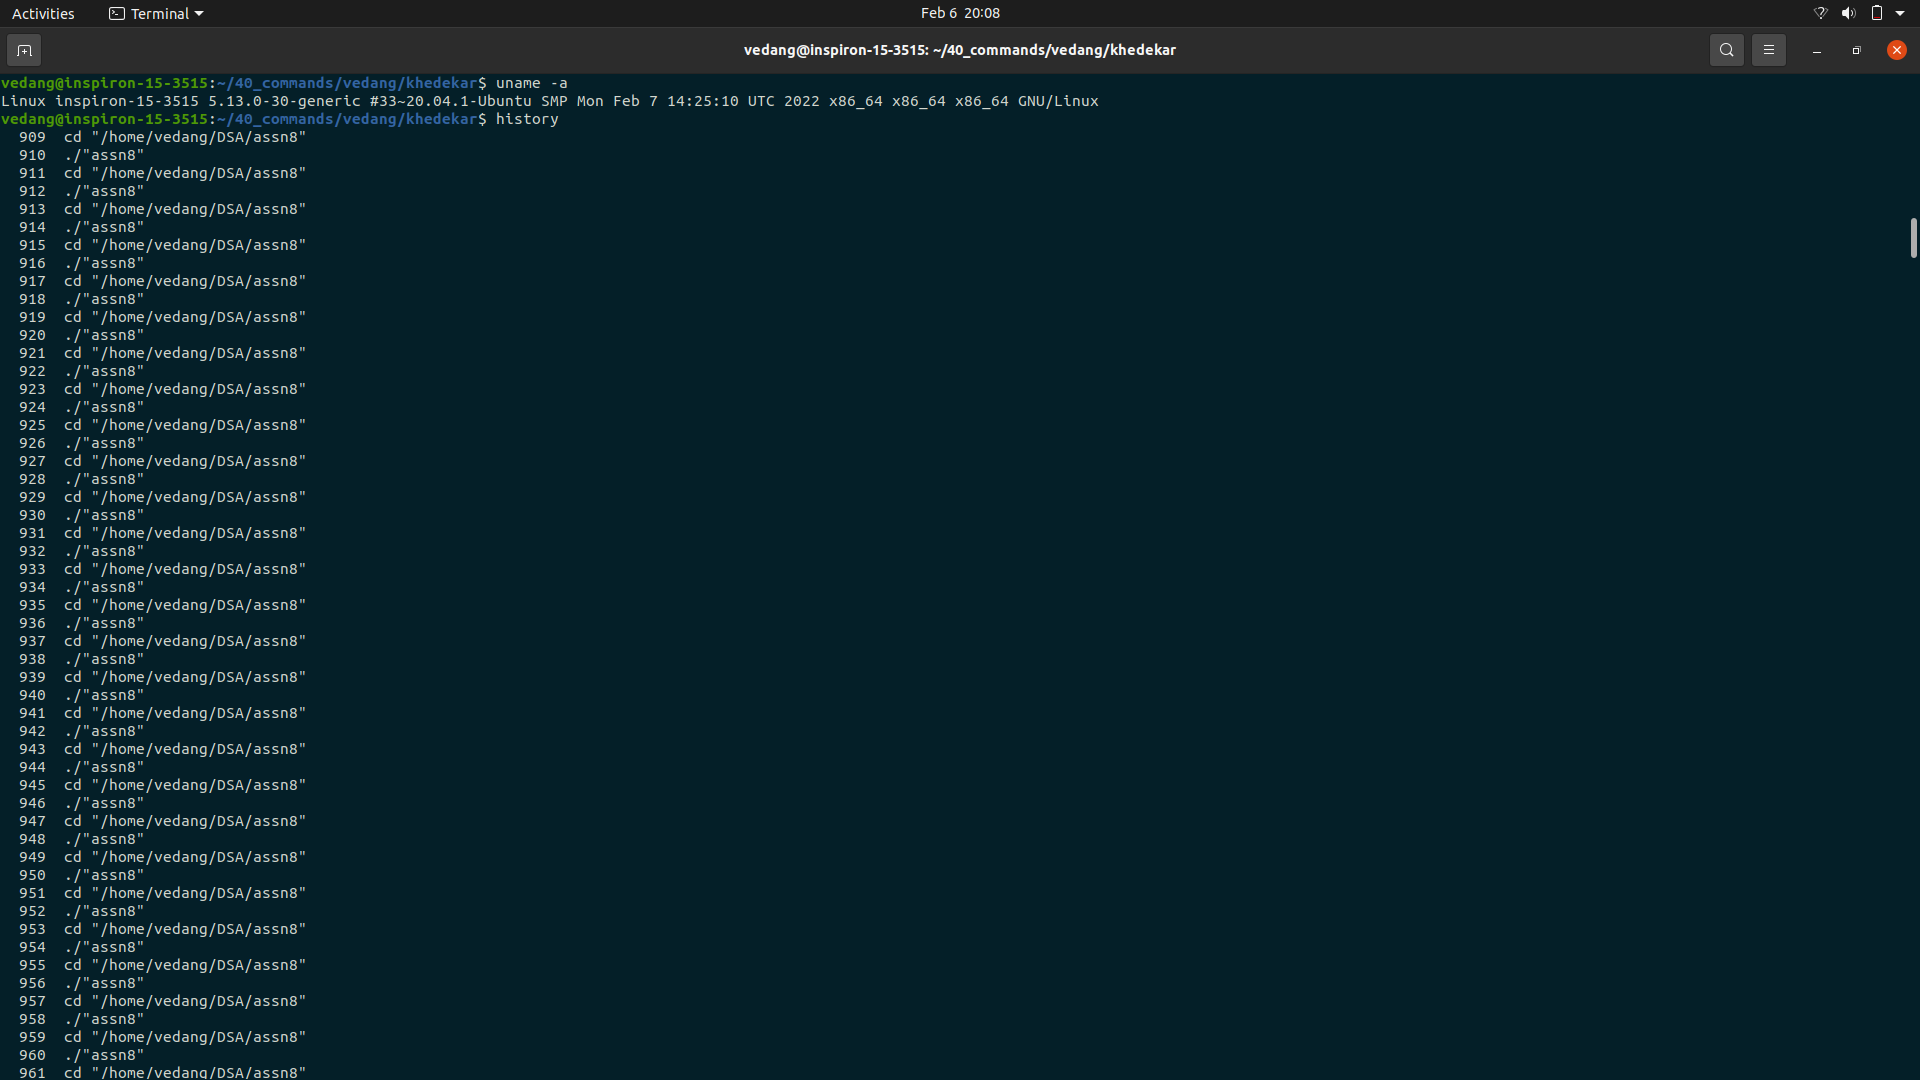 Activities Terminal Feb 6 20:08
vedang@inspiron-15-3515: ~/40_commands/vedang/khedekar
vedang@inspiron-15-3515:~/40_commands/vedang/khedekar$ uname -a
Linux inspiron-15-3515 5.13.0-30-generic #33~20.04.1-Ubuntu SMP Mon Feb 7 14:25:10 UTC 2022 x86_64 x86_64 x86_64 GNU/Linux
vedang@inspiron-15-3515:~/40_commands/vedang/khedekar$ history
909 cd "/home/vedang/DSA/assn8"
910 ./"assn8"
911 cd "/home/vedang/DSA/assn8"
912 ./"assn8"
913 cd "/home/vedang/DSA/assn8"
914 ./"assn8"
915 cd "/home/vedang/DSA/assn8"
916 ./"assn8"
917 cd "/home/vedang/DSA/assn8"
918 ./"assn8"
919 cd "/home/vedang/DSA/assn8"
920 ./"assn8"
921 cd "/home/vedang/DSA/assn8"
922 ./"assn8"
923 cd "/home/vedang/DSA/assn8"
924 ./"assn8"
925 cd "/home/vedang/DSA/assn8"
926 ./"assn8"
927 cd "/home/vedang/DSA/assn8"
928 ./"assn8"
929 cd "/home/vedang/DSA/assn8"
930 ./"assn8"
931 cd "/home/vedang/DSA/assn8"
932 ./"assn8"
933 cd "/home/vedang/DSA/assn8"
934 ./"assn8"
935 cd "/home/vedang/DSA/assn8"
936 ./"assn8"
937 cd "/home/vedang/DSA/assn8"
938 ./"assn8"
939 cd "/home/vedang/DSA/assn8"
940 ./"assn8"
941 cd "/home/vedang/DSA/assn8"
942 ./"assn8"
943 cd "/home/vedang/DSA/assn8"
944 ./"assn8"
945 cd "/home/vedang/DSA/assn8"
946 ./"assn8"
947 cd "/home/vedang/DSA/assn8"
948 ./"assn8"
949 cd "/home/vedang/DSA/assn8"
950 ./"assn8"
951 cd "/home/vedang/DSA/assn8"
952 ./"assn8"
953 cd "/home/vedang/DSA/assn8"
954 ./"assn8"
955 cd "/home/vedang/DSA/assn8"
956 ./"assn8"
957 cd "/home/vedang/DSA/assn8"
958 ./"assn8"
959 cd "/home/vedang/DSA/assn8"
960 ./"assn8"
961 cd "/home/vedang/DSA/assn8"